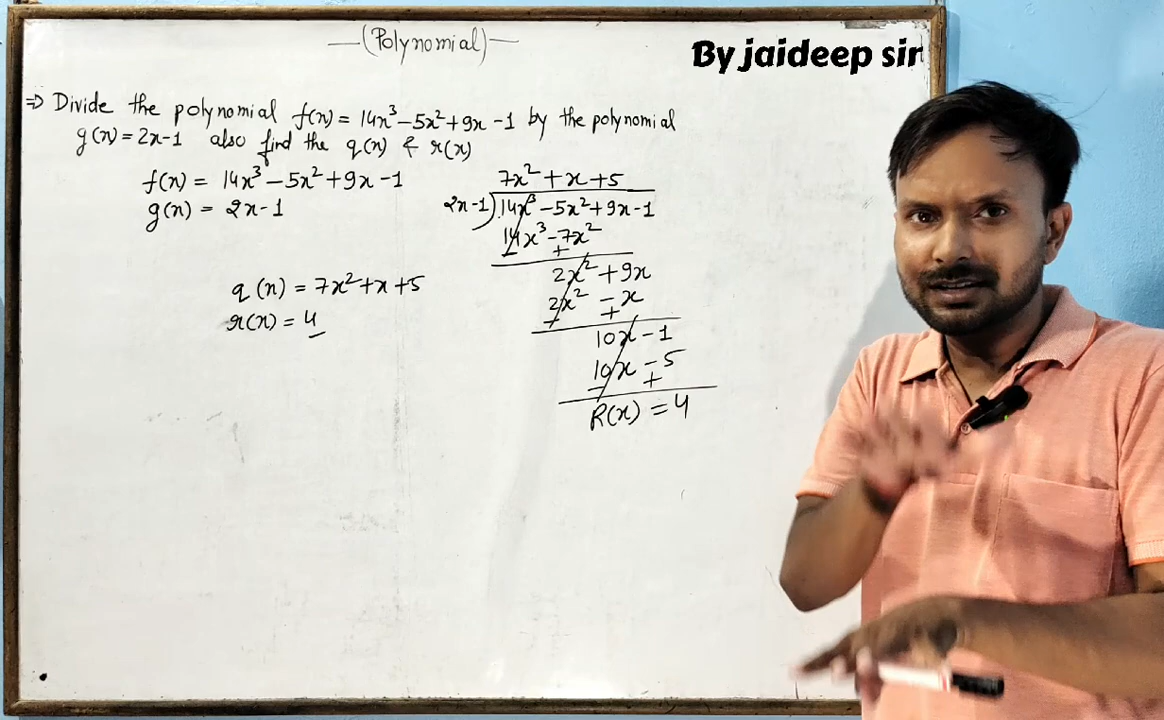 —(Polynomial)—
By jaideep sir
⇒ Divide the polynomial f(x) = 14x³ – 5x² + 9x – 1 by the polynomial
g(x) = 2x – 1 also find the q(x) & r(x)
f(x) = 14x³ – 5x² + 9x – 1
g(x) = 2x – 1
q(x) = 7x² + x + 5
r(x) = 4
7x² + x + 5
2x – 1) 14x³ – 5x² + 9x – 1
14x³ – 7x²
– +
2x² + 9x
2x² – x
– +
10x – 1
10x – 5
– +
R(x) = 4